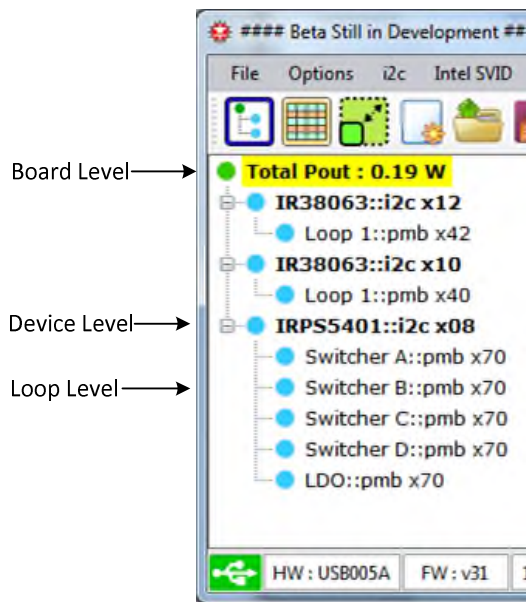 #### Beta Still in Development ##
File Options i2c Intel SVID
Board Level
Total Pout : 0.19 W
IR38063::i2c x12
Loop 1::pmb x42
IR38063::i2c x10
Loop 1::pmb x40
Device Level
IRPS5401::i2c x08
Switcher A::pmb x70
Loop Level
Switcher B::pmb x70
Switcher C::pmb x70
Switcher D::pmb x70
LDO::pmb x70
HW : USB005A FW : v31